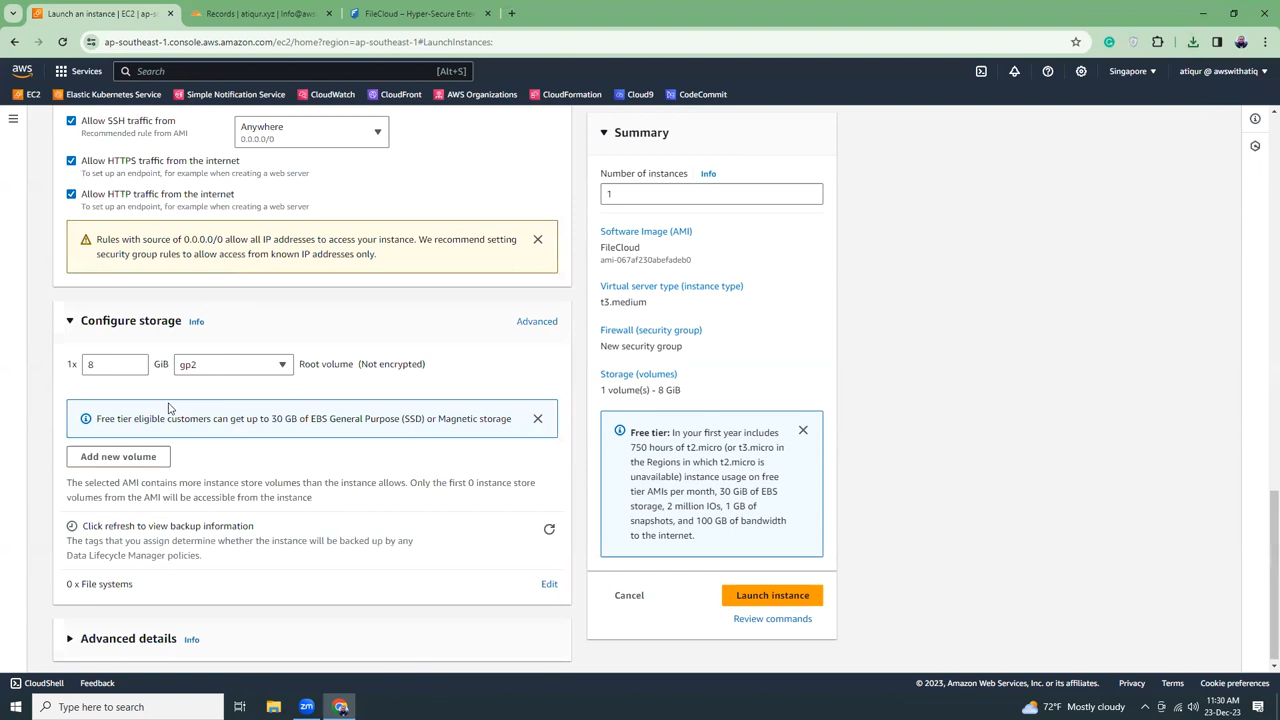 Launch an instance | EC2 | ap-s
Records | atiqur.xyz | Info@aws
FileCloud – Hyper-Secure Ente
ap-southeast-1.console.aws.amazon.com/ec2/home?region=ap-southeast-1#LaunchInstances:
aws
Services
Search
[Alt+S]
Singapore
atiqur @ awswithatiq
EC2
Elastic Kubernetes Service
Simple Notification Service
CloudWatch
CloudFront
AWS Organizations
CloudFormation
Cloud9
CodeCommit
Allow SSH traffic from
Recommended rule from AMI
Anywhere
0.0.0.0/0
Allow HTTPS traffic from the internet
To set up an endpoint, for example when creating a web server
Allow HTTP traffic from the internet
To set up an endpoint, for example when creating a web server
Rules with source of 0.0.0.0/0 allow all IP addresses to access your instance. We recommend setting
security group rules to allow access from known IP addresses only.
Configure storage Info
Advanced
1x 8 GiB gp2 Root volume (Not encrypted)
Free tier eligible customers can get up to 30 GB of EBS General Purpose (SSD) or Magnetic storage
Add new volume
The selected AMI contains more instance store volumes than the instance allows. Only the first 0 instance store
volumes from the AMI will be accessible from the instance
Click refresh to view backup information
The tags that you assign determine whether the instance will be backed up by any
Data Lifecycle Manager policies.
0 x File systems
Edit
Advanced details Info
Summary
Number of instances Info
1
Software Image (AMI)
FileCloud
ami-067af230abefadeb0
Virtual server type (instance type)
t3.medium
Firewall (security group)
New security group
Storage (volumes)
1 volume(s) - 8 GiB
Free tier: In your first year includes
750 hours of t2.micro (or t3.micro in
the Regions in which t2.micro is
unavailable) instance usage on free
tier AMIs per month, 30 GiB of EBS
storage, 2 million IOs, 1 GB of
snapshots, and 100 GB of bandwidth
to the internet.
Cancel
Launch instance
Review commands
CloudShell
Feedback
© 2023, Amazon Web Services, Inc. or its affiliates.
Privacy
Terms
Cookie preferences
Type here to search
zm
72°F Mostly cloudy
11:30 AM
23-Dec-23